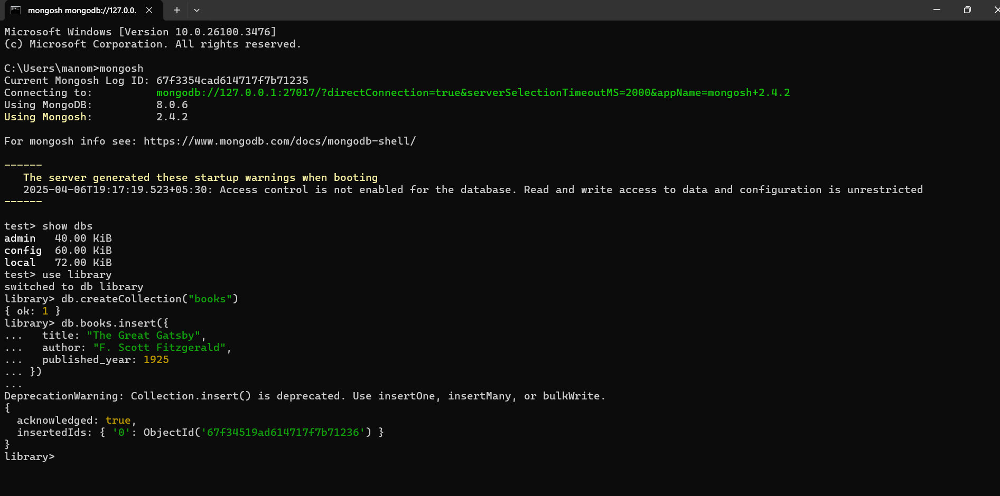 mongosh mongodb://127.0.0.
Microsoft Windows [Version 10.0.26100.3476]
(c) Microsoft Corporation. All rights reserved.
C:\Users\manom>mongosh
Current Mongosh Log ID: 67f3354cad614717f7b71235
Connecting to:          mongodb://127.0.0.1:27017/?directConnection=true&serverSelectionTimeoutMS=2000&appName=mongosh+2.4.2
Using MongoDB:          8.0.6
Using Mongosh:          2.4.2
For mongosh info see: https://www.mongodb.com/docs/mongodb-shell/
------
   The server generated these startup warnings when booting
   2025-04-06T19:17:19.523+05:30: Access control is not enabled for the database. Read and write access to data and configuration is unrestricted
------
test> show dbs
admin   40.00 KiB
config  60.00 KiB
local   72.00 KiB
test> use library
switched to db library
library> db.createCollection("books")
{ ok: 1 }
library> db.books.insert({
...   title: "The Great Gatsby",
...   author: "F. Scott Fitzgerald",
...   published_year: 1925
... })
...
DeprecationWarning: Collection.insert() is deprecated. Use insertOne, insertMany, or bulkWrite.
{
  acknowledged: true,
  insertedIds: { '0': ObjectId('67f34519ad614717f7b71236') }
}
library>